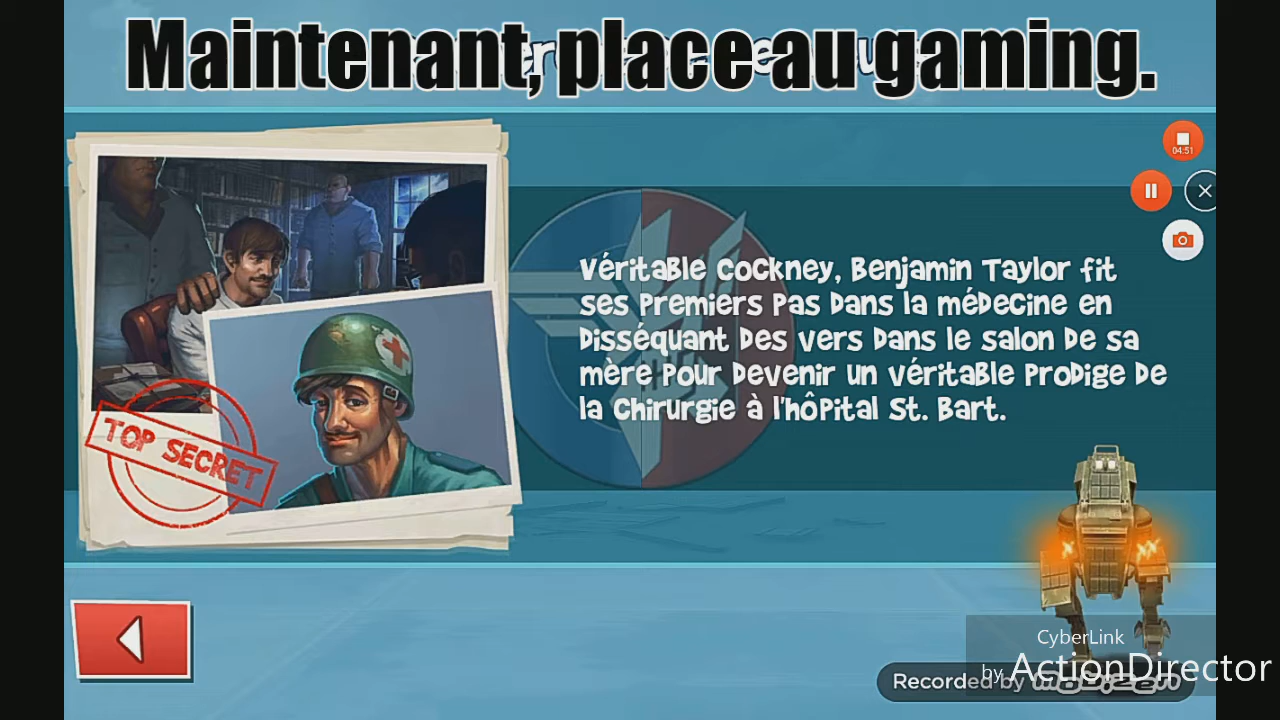 Maintenant, place au gaming.
04:51
Véritable Cockney, Benjamin Taylor fit
ses premiers pas dans la médecine en
disséquant des vers dans le salon de sa
mère pour devenir un véritable prodige de
la chirurgie à l'hôpital St. Bart.
TOP SECRET
CyberLink
by ActionDirector
Recorded by mobizen